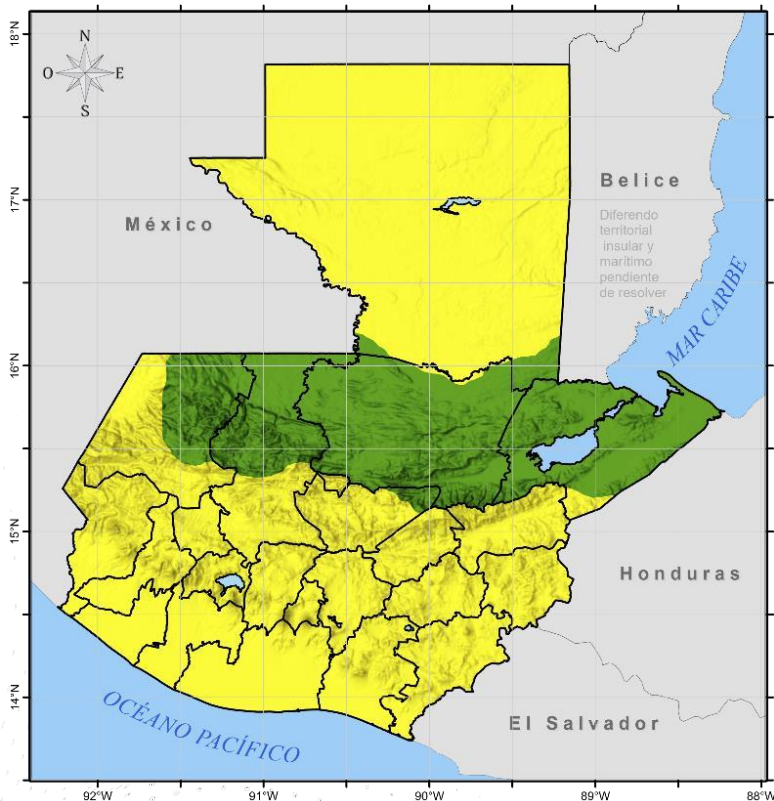 N
O
E
S
18°N
17°N
16°N
15°N
14°N
México
Belice
Diferendo
territorial
insular y
marítimo
pendiente
de resolver
MAR CARIBE
Honduras
El Salvador
OCÉANO PACÍFICO
92°W
91°W
90°W
89°W
88°W